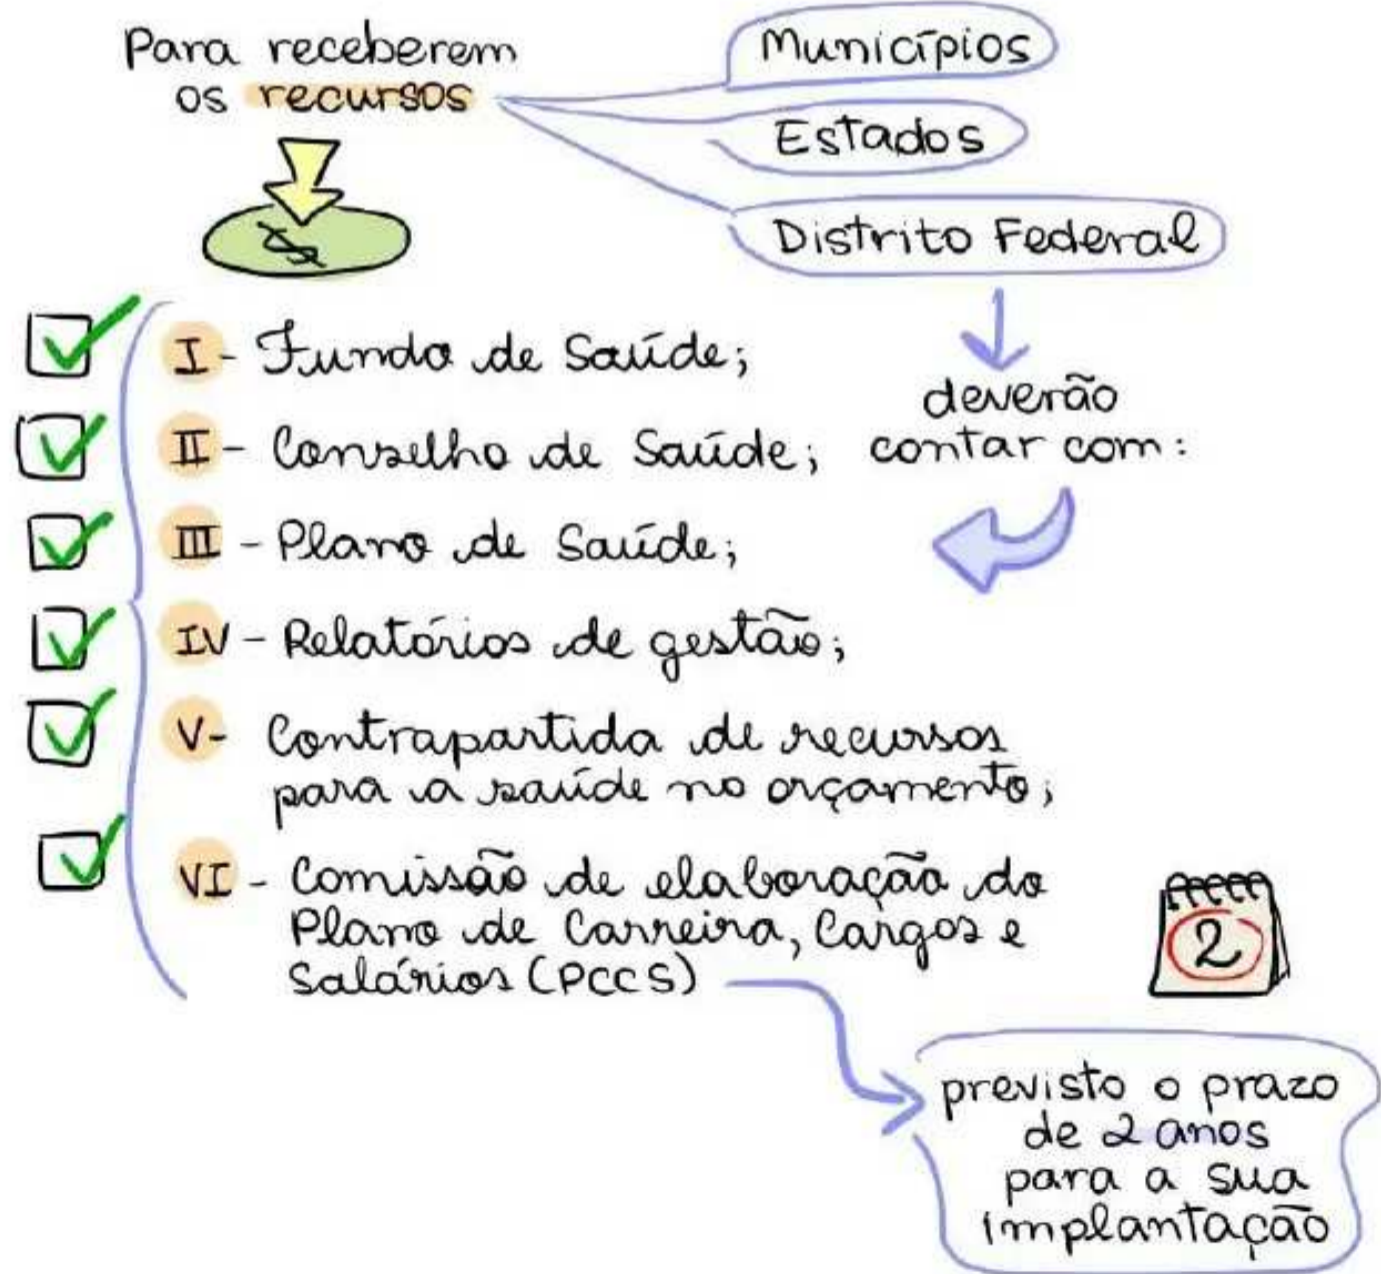 Para receberem
os recursos
Municípios
Estados
Distrito Federal
deverão
contar com:
$
I - Fundo de Saúde;
II - Conselho de Saúde;
III - Plano de Saúde;
IV - Relatórios de gestão;
V - Contrapartida de recursos
para a saúde no orçamento;
VI - Comissão de elaboração do
Plano de Carreira, Cargos e
Salários (PCCS)
2
previsto o prazo
de 2 anos
para a sua
implantação